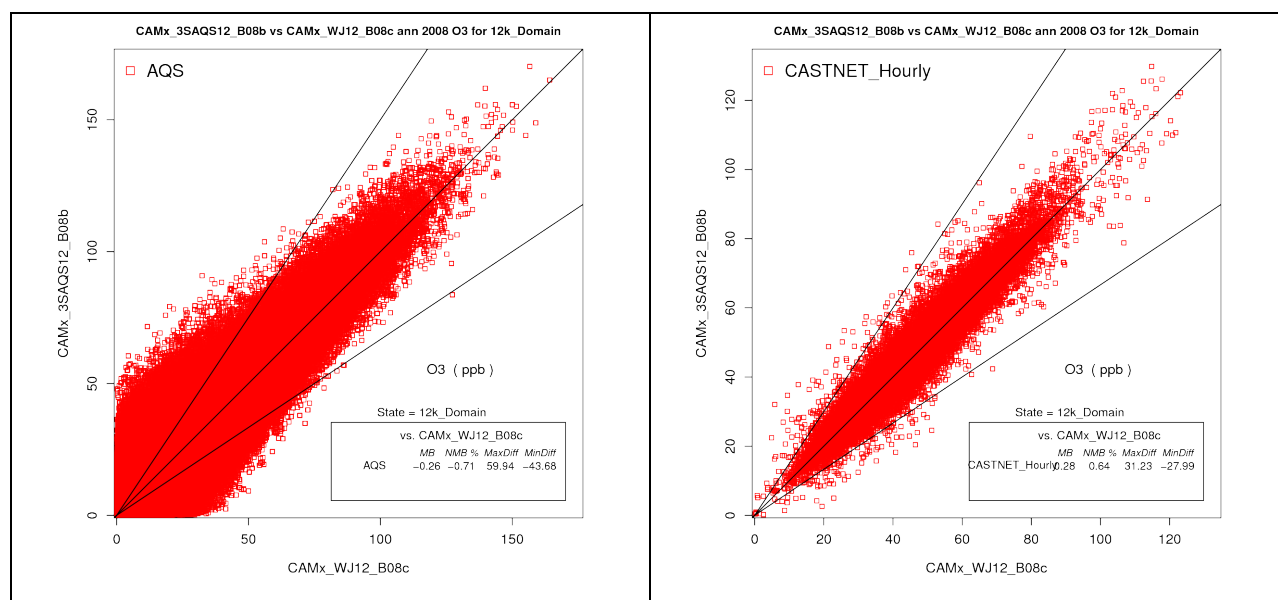 CAMx_3SAQS12_B08b vs CAMx_WJ12_B08c ann 2008 O3 for 12k_Domain
AQS
150
100
50
0
CAMx_3SAQS12_B08b
O3 ( ppb )
State = 12k_Domain
vs. CAMx_WJ12_B08c
MB NMB % MaxDiff MinDiff
AQS −0.26 −0.71 59.94 −43.68
0 50 100 150
CAMx_WJ12_B08c
CAMx_3SAQS12_B08b vs CAMx_WJ12_B08c ann 2008 O3 for 12k_Domain
CASTNET_Hourly
120
100
80
60
40
20
0
CAMx_3SAQS12_B08b
O3 ( ppb )
State = 12k_Domain
vs. CAMx_WJ12_B08c
MB NMB % MaxDiff MinDiff
CASTNET_Hourly 0.28 0.64 31.23 −27.99
0 20 40 60 80 100 120
CAMx_WJ12_B08c